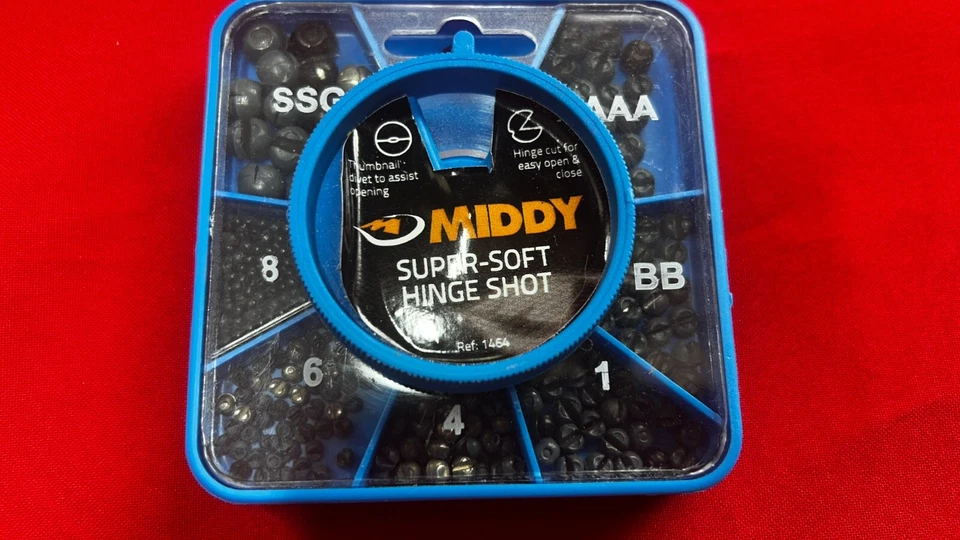 SSG
AAA
Thumbnail
divet to assist
opening
Hinge cut for
easy open &
close
MIDDY
SUPER-SOFT
HINGE SHOT
Ref: 1464
8
BB
6
1
4